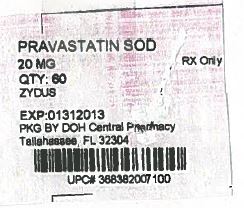 PRAVASTATIN SOD
20 MG
RX Only
QTY: 60
ZYDUS
EXP:01312013
PKG BY DOH Central Pharmacy
Tallahassee, FL 32304
UPC# 368382007100